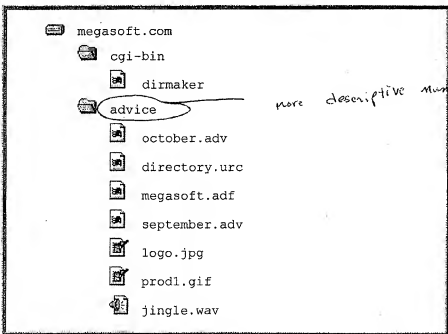 megasoft.com
cgi-bin
dirmaker
advice more descriptive
october.adv
directory.urc
megasoft.adf
september.adv
logo.jpg
prod1.gif
jingle.wav